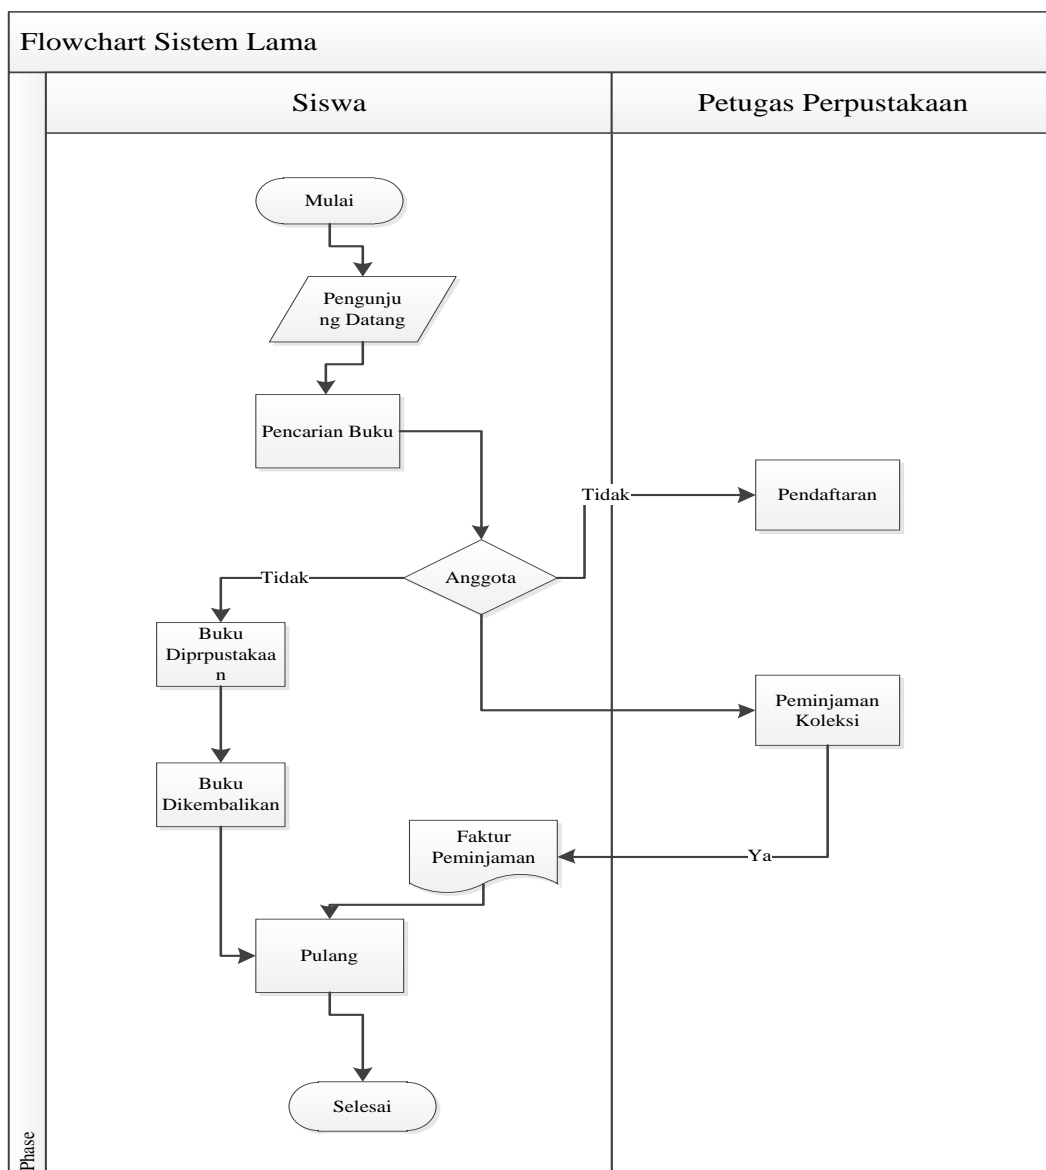 Flowchart Sistem Lama
Siswa
Petugas Perpustakaan
Mulai
Pengunju
ng Datang
Pencarian Buku
Tidak
Pendaftaran
Anggota
Tidak
Buku
Diprpustakaa
n
Peminjaman
Koleksi
Buku
Dikembalikan
Faktur
Peminjaman
Ya
Pulang
Selesai
Phase